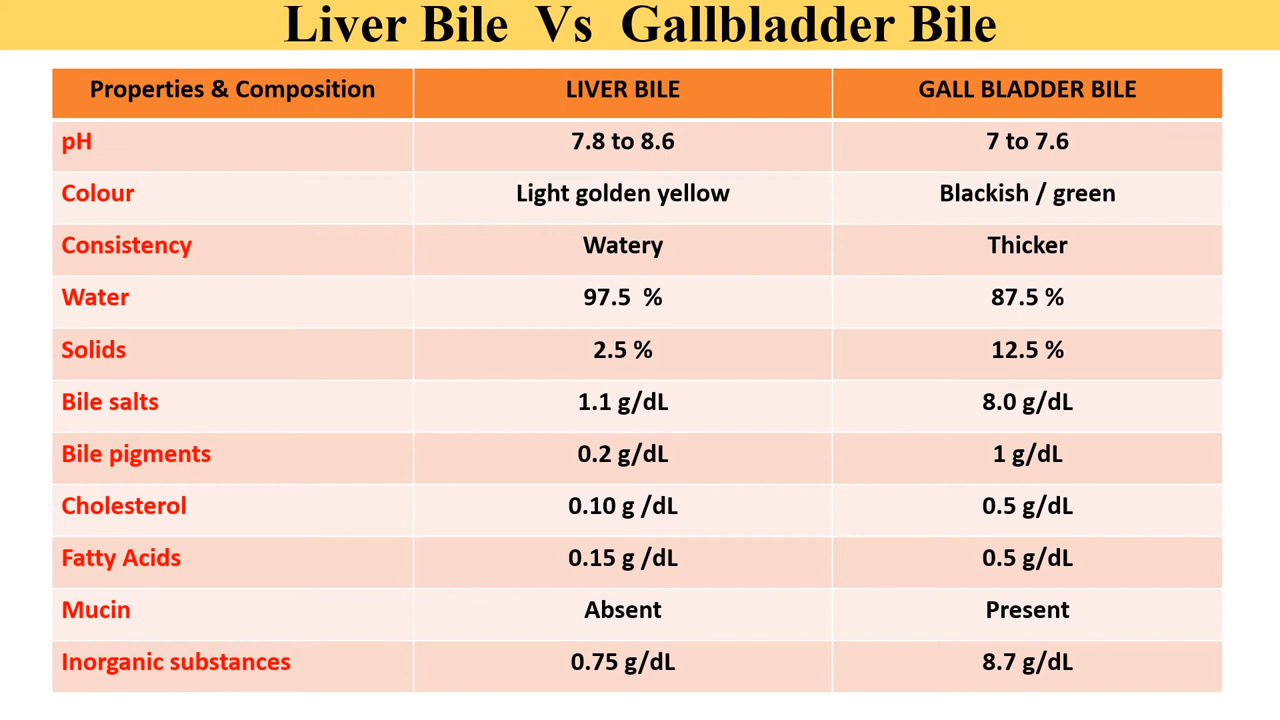 Liver Bile Vs Gallbladder Bile
Properties & Composition LIVER BILE GALL BLADDER BILE
pH 7.8 to 8.6 7 to 7.6
Colour Light golden yellow Blackish / green
Consistency Watery Thicker
Water 97.5 % 87.5 %
Solids 2.5 % 12.5 %
Bile salts 1.1 g/dL 8.0 g/dL
Bile pigments 0.2 g/dL 1 g/dL
Cholesterol 0.10 g /dL 0.5 g/dL
Fatty Acids 0.15 g /dL 0.5 g/dL
Mucin Absent Present
Inorganic substances 0.75 g/dL 8.7 g/dL